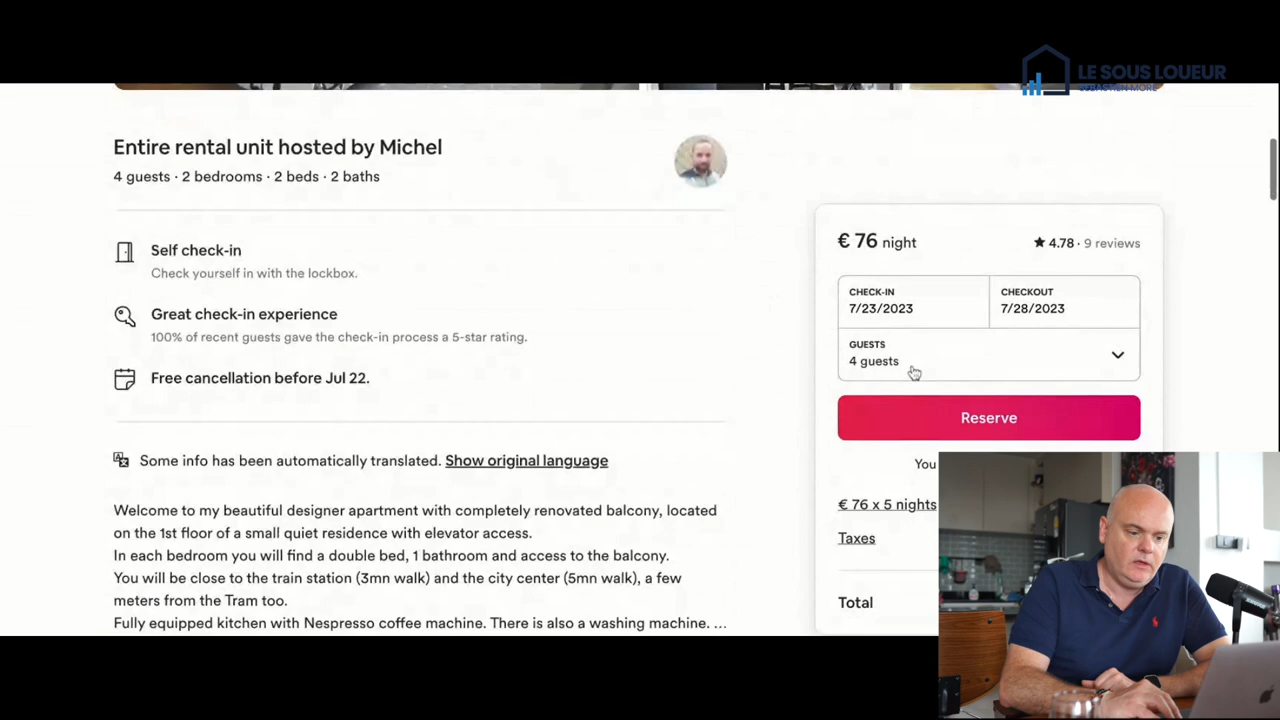 LE SOUS LOUEUR
SEBASTIEN MORE
Entire rental unit hosted by Michel
4 guests · 2 bedrooms · 2 beds · 2 baths
Self check-in
Check yourself in with the lockbox.
Great check-in experience
100% of recent guests gave the check-in process a 5-star rating.
Free cancellation before Jul 22.
Some info has been automatically translated. Show original language
Welcome to my beautiful designer apartment with completely renovated balcony, located
on the 1st floor of a small quiet residence with elevator access.
In each bedroom you will find a double bed, 1 bathroom and access to the balcony.
You will be close to the train station (3mn walk) and the city center (5mn walk), a few
meters from the Tram too.
Fully equipped kitchen with Nespresso coffee machine. There is also a washing machine. ...
€ 76 night
★ 4.78 · 9 reviews
CHECK-IN
7/23/2023
CHECKOUT
7/28/2023
GUESTS
4 guests
Reserve
You
€ 76 x 5 nights
Taxes
Total